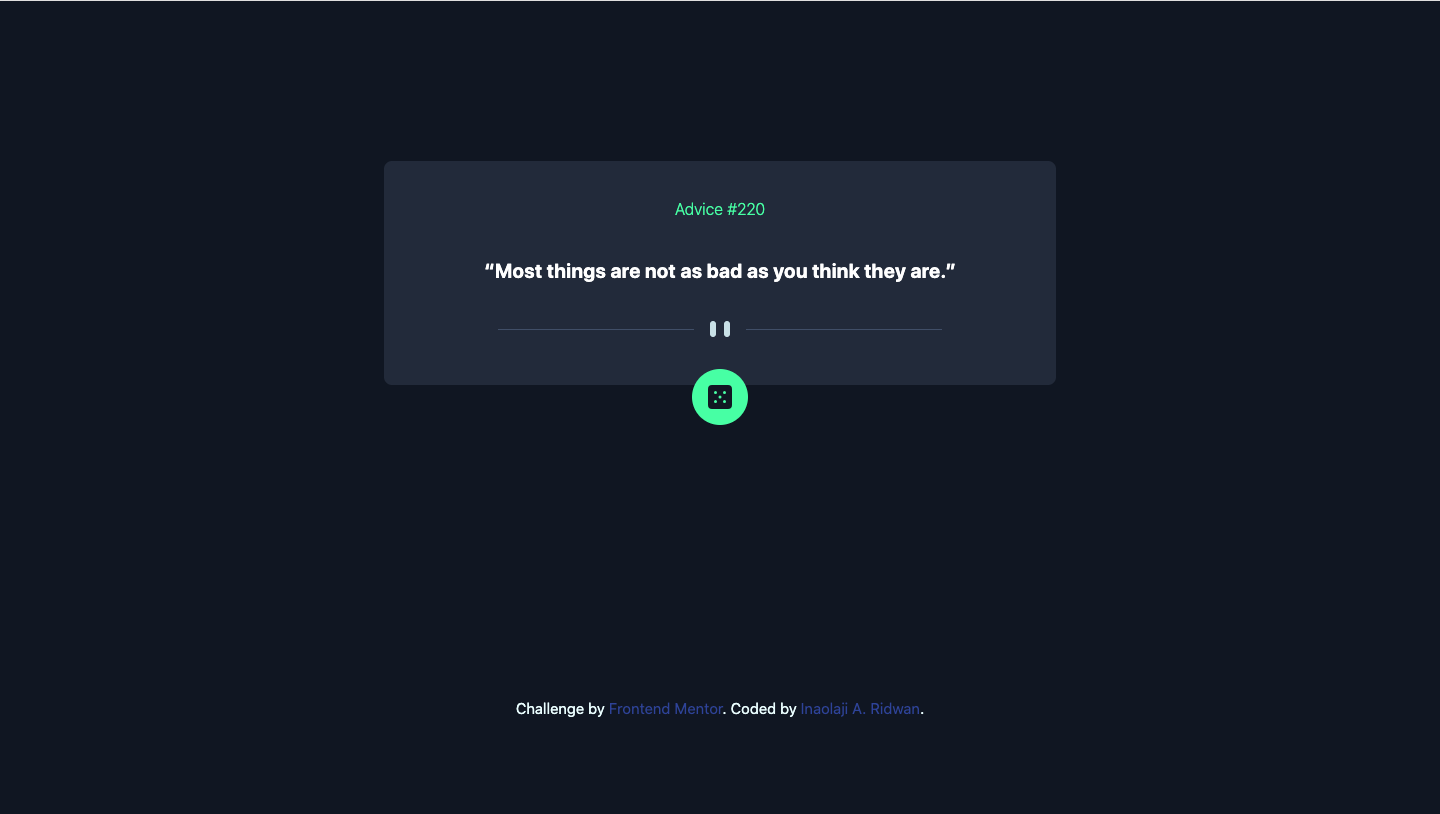 Advice #220
“Most things are not as bad as you think they are.”
Challenge by Frontend Mentor. Coded by Inaolaji A. Ridwan.